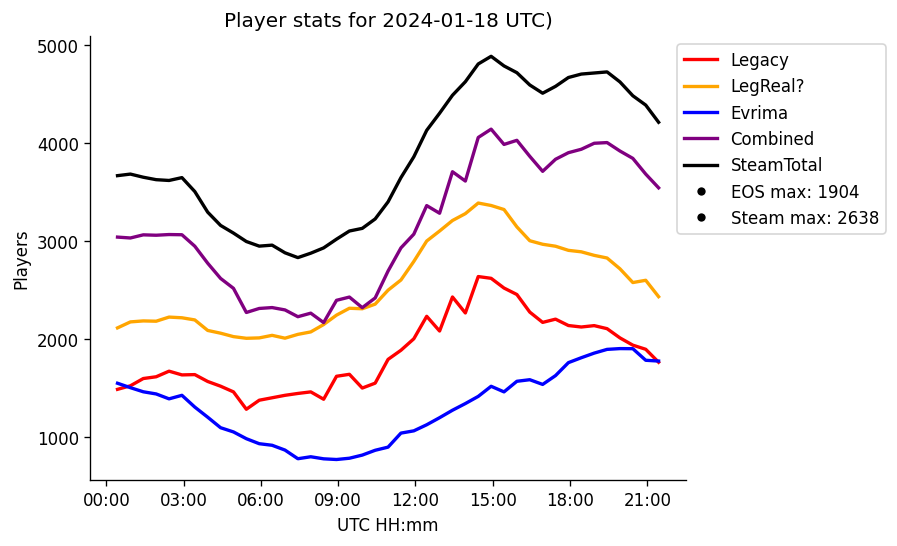 Player stats for 2024-01-18 UTC)
5000
4000
3000
2000
1000
Players
00:00 03:00 06:00 09:00 12:00 15:00 18:00 21:00
UTC HH:mm
Legacy
LegReal?
Evrima
Combined
SteamTotal
EOS max: 1904
Steam max: 2638